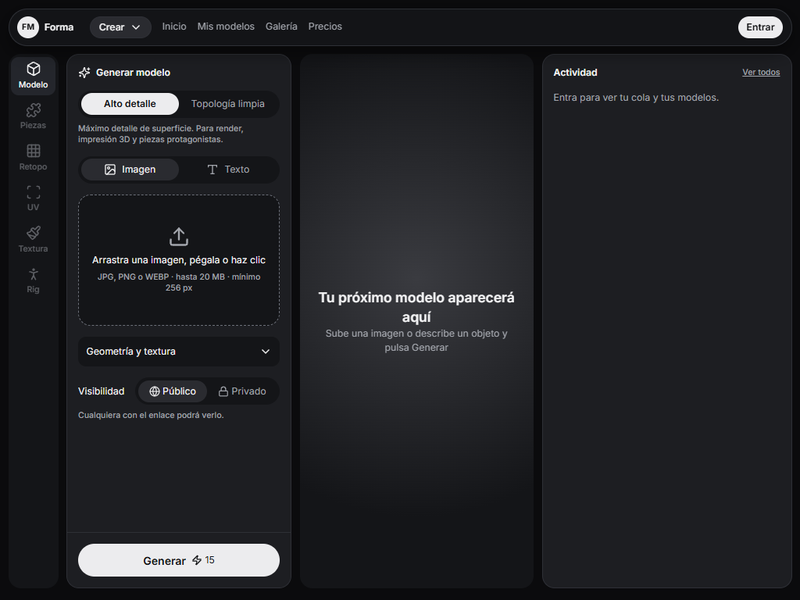 FM Forma
Crear
Inicio
Mis modelos
Galería
Precios
Entrar
Modelo
Piezas
Retopo
UV
Textura
Rig
Generar modelo
Alto detalle
Topología limpia
Máximo detalle de superficie. Para render,
impresión 3D y piezas protagonistas.
Imagen
Texto
Arrastra una imagen, pégala o haz clic
JPG, PNG o WEBP · hasta 20 MB · mínimo
256 px
Geometría y textura
Visibilidad
Público
Privado
Cualquiera con el enlace podrá verlo.
Generar 15
Tu próximo modelo aparecerá
aquí
Sube una imagen o describe un objeto y
pulsa Generar
Actividad
Ver todos
Entra para ver tu cola y tus modelos.